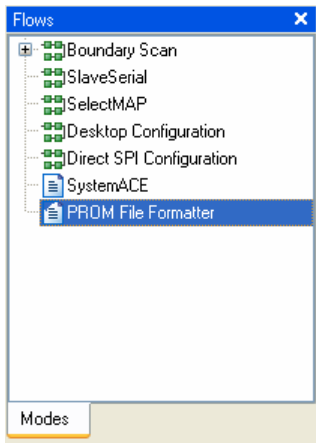 Flows
Boundary Scan
SlaveSerial
SelectMAP
Desktop Configuration
Direct SPI Configuration
SystemACE
PROM File Formatter
Modes